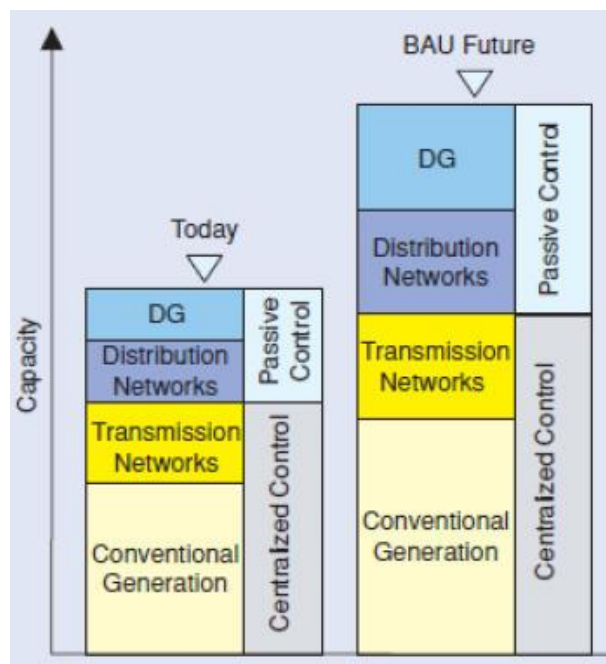 BAU Future
DG
Distribution
Networks
Transmission
Networks
Conventional
Generation
Passive Control
Centralized Control
Today
DG
Distribution
Networks
Transmission
Networks
Conventional
Generation
Passive
Control
Centralized Control
Capacity